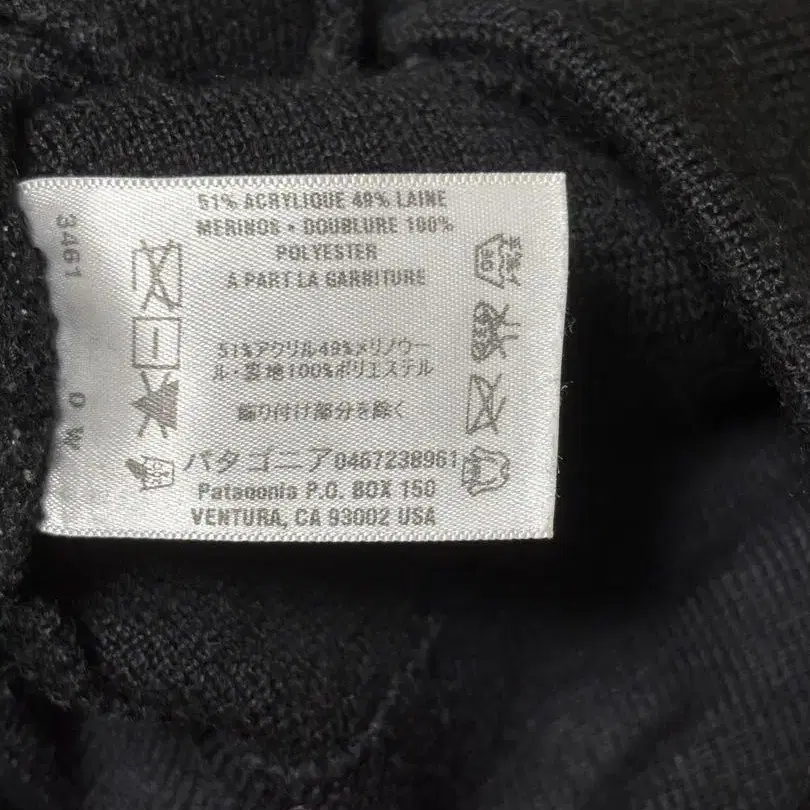 51% ACRYLIQUE 49% LAINE
MERINOS • DOUBLURE 100%
POLYESTER
A PART LA GARNITURE
51%アクリル49%メリノウー
ル・裏地100%ポリエステル
飾り付け部分を除く
パタゴニア0467238961
Patagonia P.O. BOX 150
VENTURA, CA 93002 USA
3461
0 W